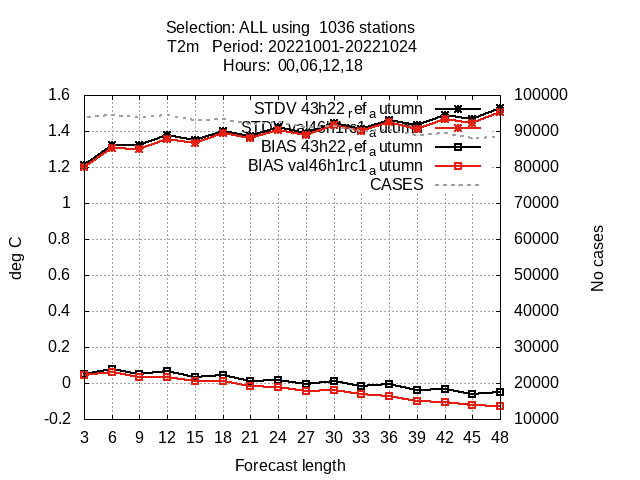 Selection: ALL using  1036 stations
T2m   Period: 20221001-20221024
Hours:  00,06,12,18
1.6
1.4
1.2
1
0.8
0.6
0.4
0.2
0
-0.2
deg C
STDV 43h22_ref_autumn
STDV val46h1rc1_autumn
BIAS 43h22_ref_autumn
BIAS val46h1rc1_autumn
CASES
100000
90000
80000
70000
60000
50000
40000
30000
20000
10000
No cases
3 6 9 12 15 18 21 24 27 30 33 36 39 42 45 48
Forecast length